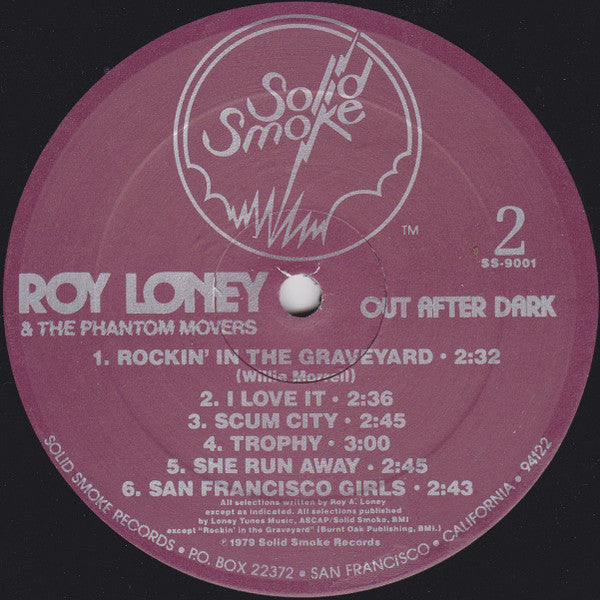 Solid
Smoke
™
2
SS-9001
ROY LONEY
& THE PHANTOM MOVERS
OUT AFTER DARK
1. ROCKIN' IN THE GRAVEYARD • 2:32
(Willie Morrell)
2. I LOVE IT • 2:36
3. SCUM CITY • 2:45
4. TROPHY • 3:00
5. SHE RUN AWAY • 2:45
6. SAN FRANCISCO GIRLS • 2:43
All selections written by Roy A. Loney
except as indicated. All selections published
by Loney Tunes Music, ASCAP/Solid Smoke, BMI
except "Rockin' in the Graveyard" (Burnt Oak Publishing, BMI.)
℗ 1979 Solid Smoke Records
SOLID SMOKE RECORDS • P.O. BOX 22372 • SAN FRANCISCO • CALIFORNIA • 94122